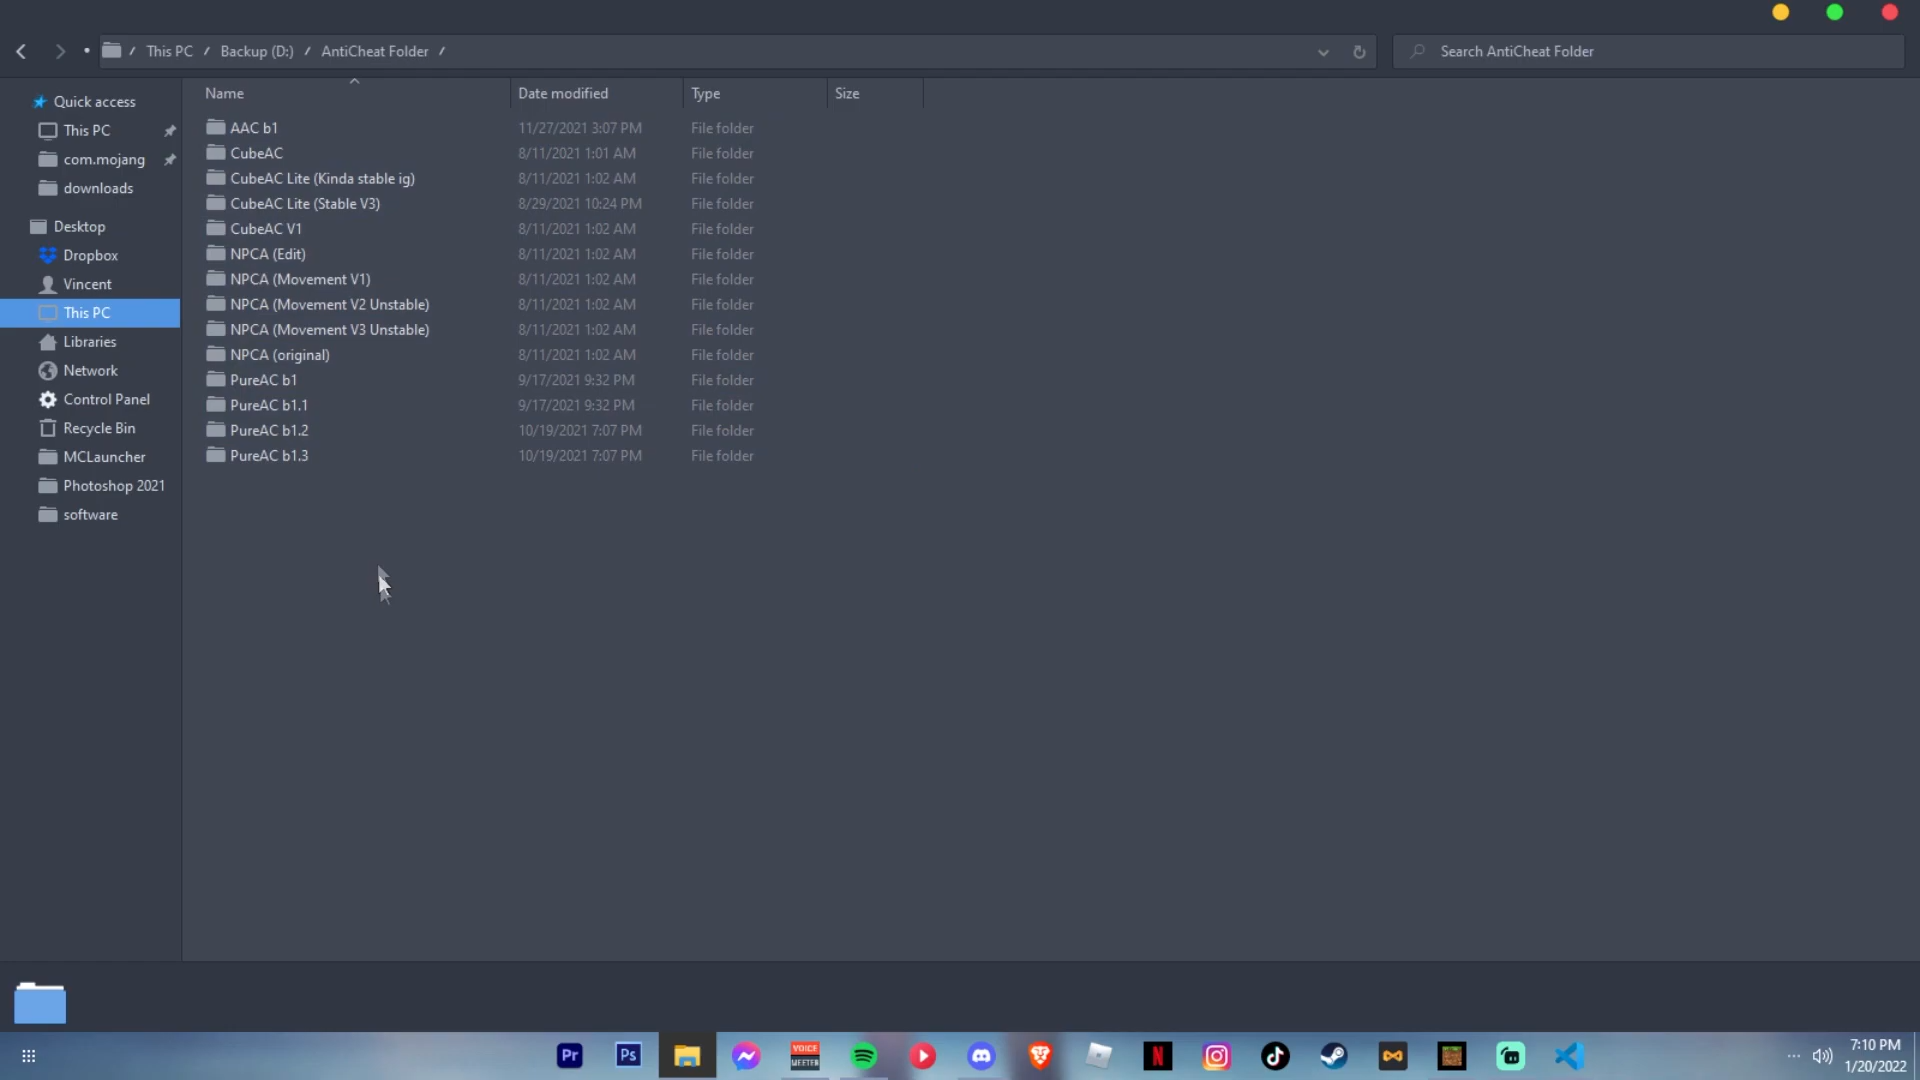 / This PC / Backup (D:) / AntiCheat Folder /
Search AntiCheat Folder
Quick access
This PC
com.mojang
downloads
Desktop
Dropbox
Vincent
This PC
Libraries
Network
Control Panel
Recycle Bin
MCLauncher
Photoshop 2021
software
Name Date modified Type Size
AAC b1 11/27/2021 3:07 PM File folder
CubeAC 8/11/2021 1:01 AM File folder
CubeAC Lite (Kinda stable ig) 8/11/2021 1:02 AM File folder
CubeAC Lite (Stable V3) 8/29/2021 10:24 PM File folder
CubeAC V1 8/11/2021 1:02 AM File folder
NPCA (Edit) 8/11/2021 1:02 AM File folder
NPCA (Movement V1) 8/11/2021 1:02 AM File folder
NPCA (Movement V2 Unstable) 8/11/2021 1:02 AM File folder
NPCA (Movement V3 Unstable) 8/11/2021 1:02 AM File folder
NPCA (original) 8/11/2021 1:02 AM File folder
PureAC b1 9/17/2021 9:32 PM File folder
PureAC b1.1 9/17/2021 9:32 PM File folder
PureAC b1.2 10/19/2021 7:07 PM File folder
PureAC b1.3 10/19/2021 7:07 PM File folder
Pr
Ps
VOICE
MEETER
N
7:10 PM
1/20/2022